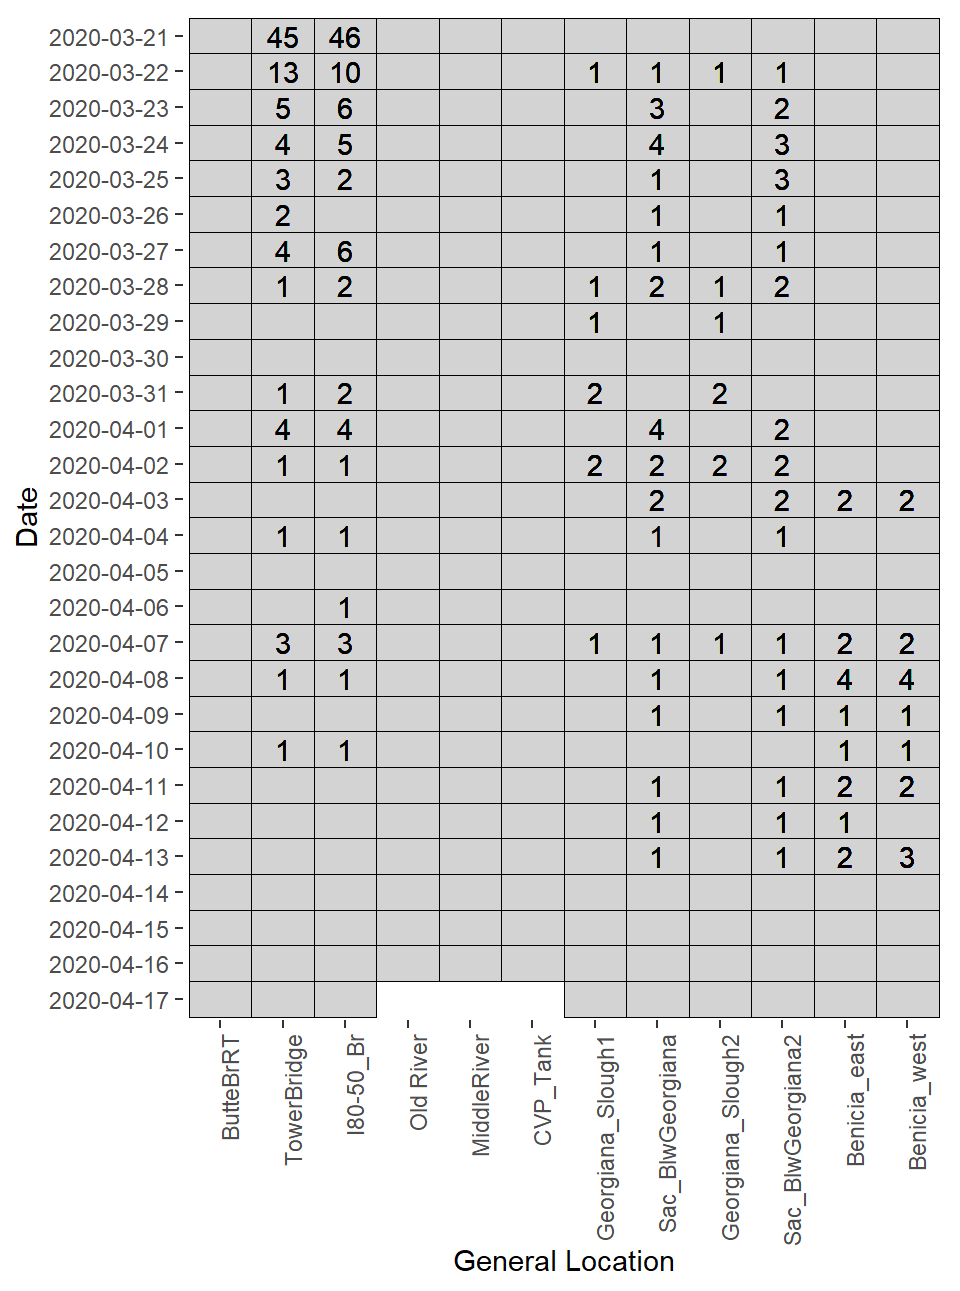 2020-03-21 45 46
2020-03-22 13 10 1 1 1 1
2020-03-23 5 6 3 2
2020-03-24 4 5 4 3
2020-03-25 3 2 1 3
2020-03-26 2 1 1
2020-03-27 4 6 1 1
2020-03-28 1 2 1 2 1 2
2020-03-29 1 1
2020-03-30
2020-03-31 1 2 2 2
2020-04-01 4 4 4 2
2020-04-02 1 1 2 2 2 2
2020-04-03 2 2 2 2
2020-04-04 1 1 1 1
2020-04-05
2020-04-06 1
2020-04-07 3 3 1 1 1 1 2 2
2020-04-08 1 1 1 1 4 4
2020-04-09 1 1 1 1
2020-04-10 1 1 1 1
2020-04-11 1 1 2 2
2020-04-12 1 1 1
2020-04-13 1 1 2 3
2020-04-14
2020-04-15
2020-04-16
2020-04-17
Date
ButteBrRT
TowerBridge
I80-50_Br
Old River
MiddleRiver
CVP_Tank
Georgiana_Slough1
Sac_BlwGeorgiana
Georgiana_Slough2
Sac_BlwGeorgiana2
Benicia_east
Benicia_west
General Location